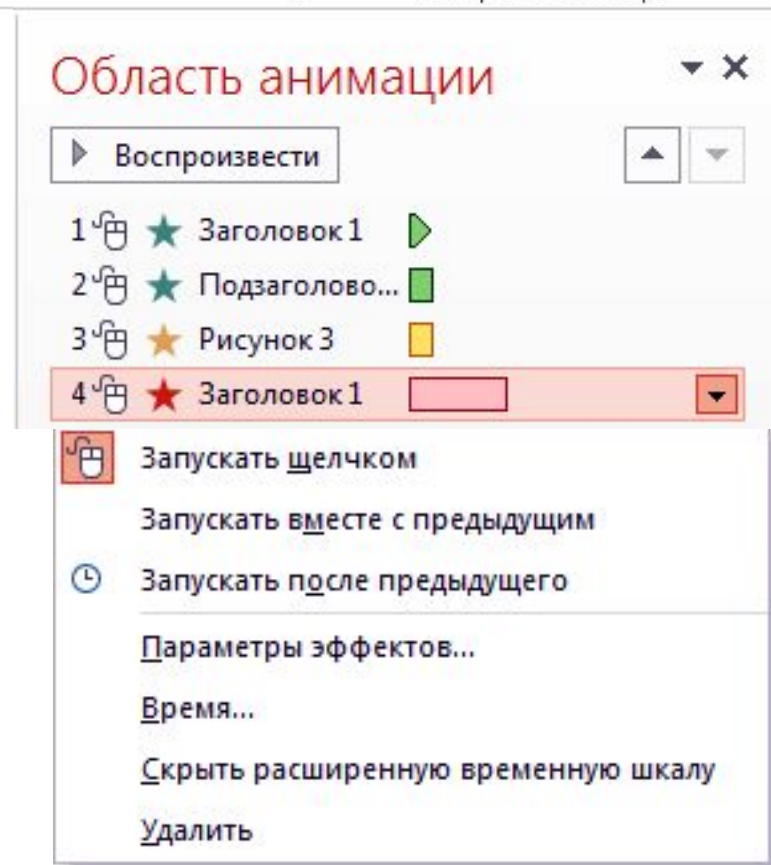 Область анимации
Воспроизвести
1 Заголовок 1
2 Подзаголово...
3 Рисунок 3
4 Заголовок 1
Запускать щелчком
Запускать вместе с предыдущим
Запускать после предыдущего
Параметры эффектов...
Время...
Скрыть расширенную временную шкалу
Удалить